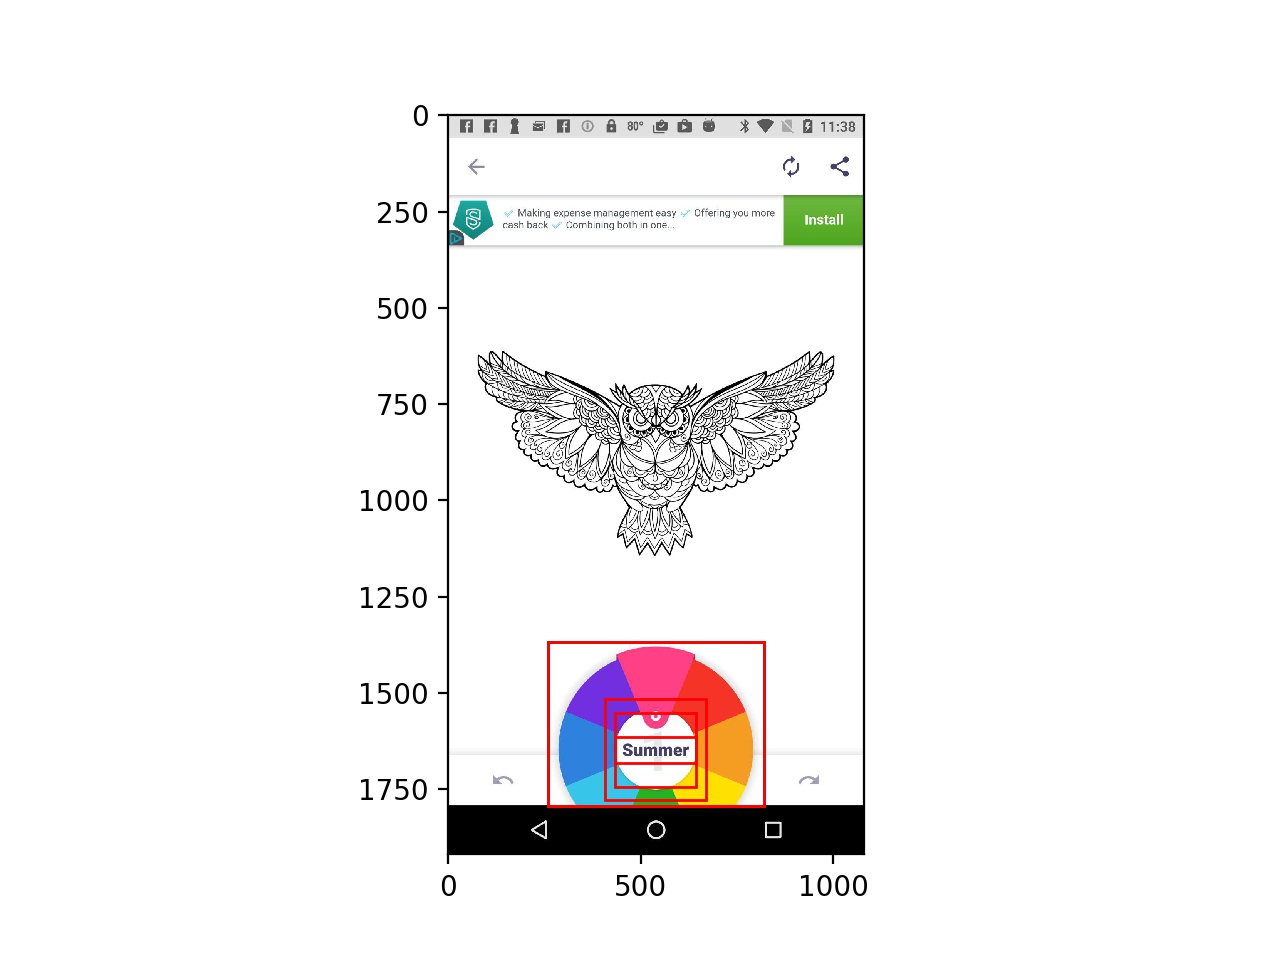 0
80° 11:38
250
Making expense management easy Offering you more
cash back Combining both in one...
Install
500
750
1000
1250
1500
Summer
1750
0 500 1000